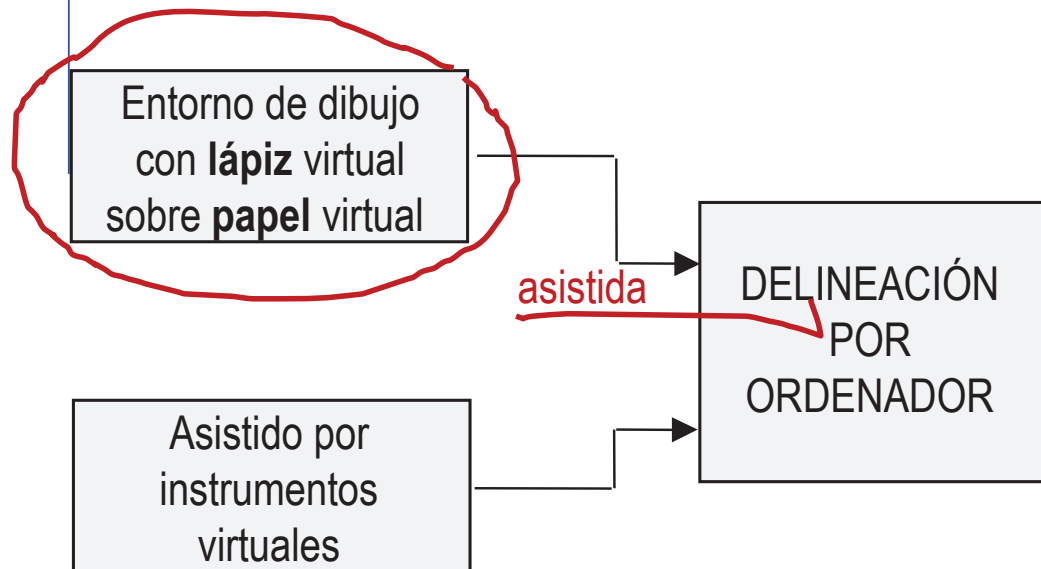 Entorno de dibujo
con lápiz virtual
sobre papel virtual
asistida
DELINEACIÓN
POR
ORDENADOR
Asistido por
instrumentos
virtuales